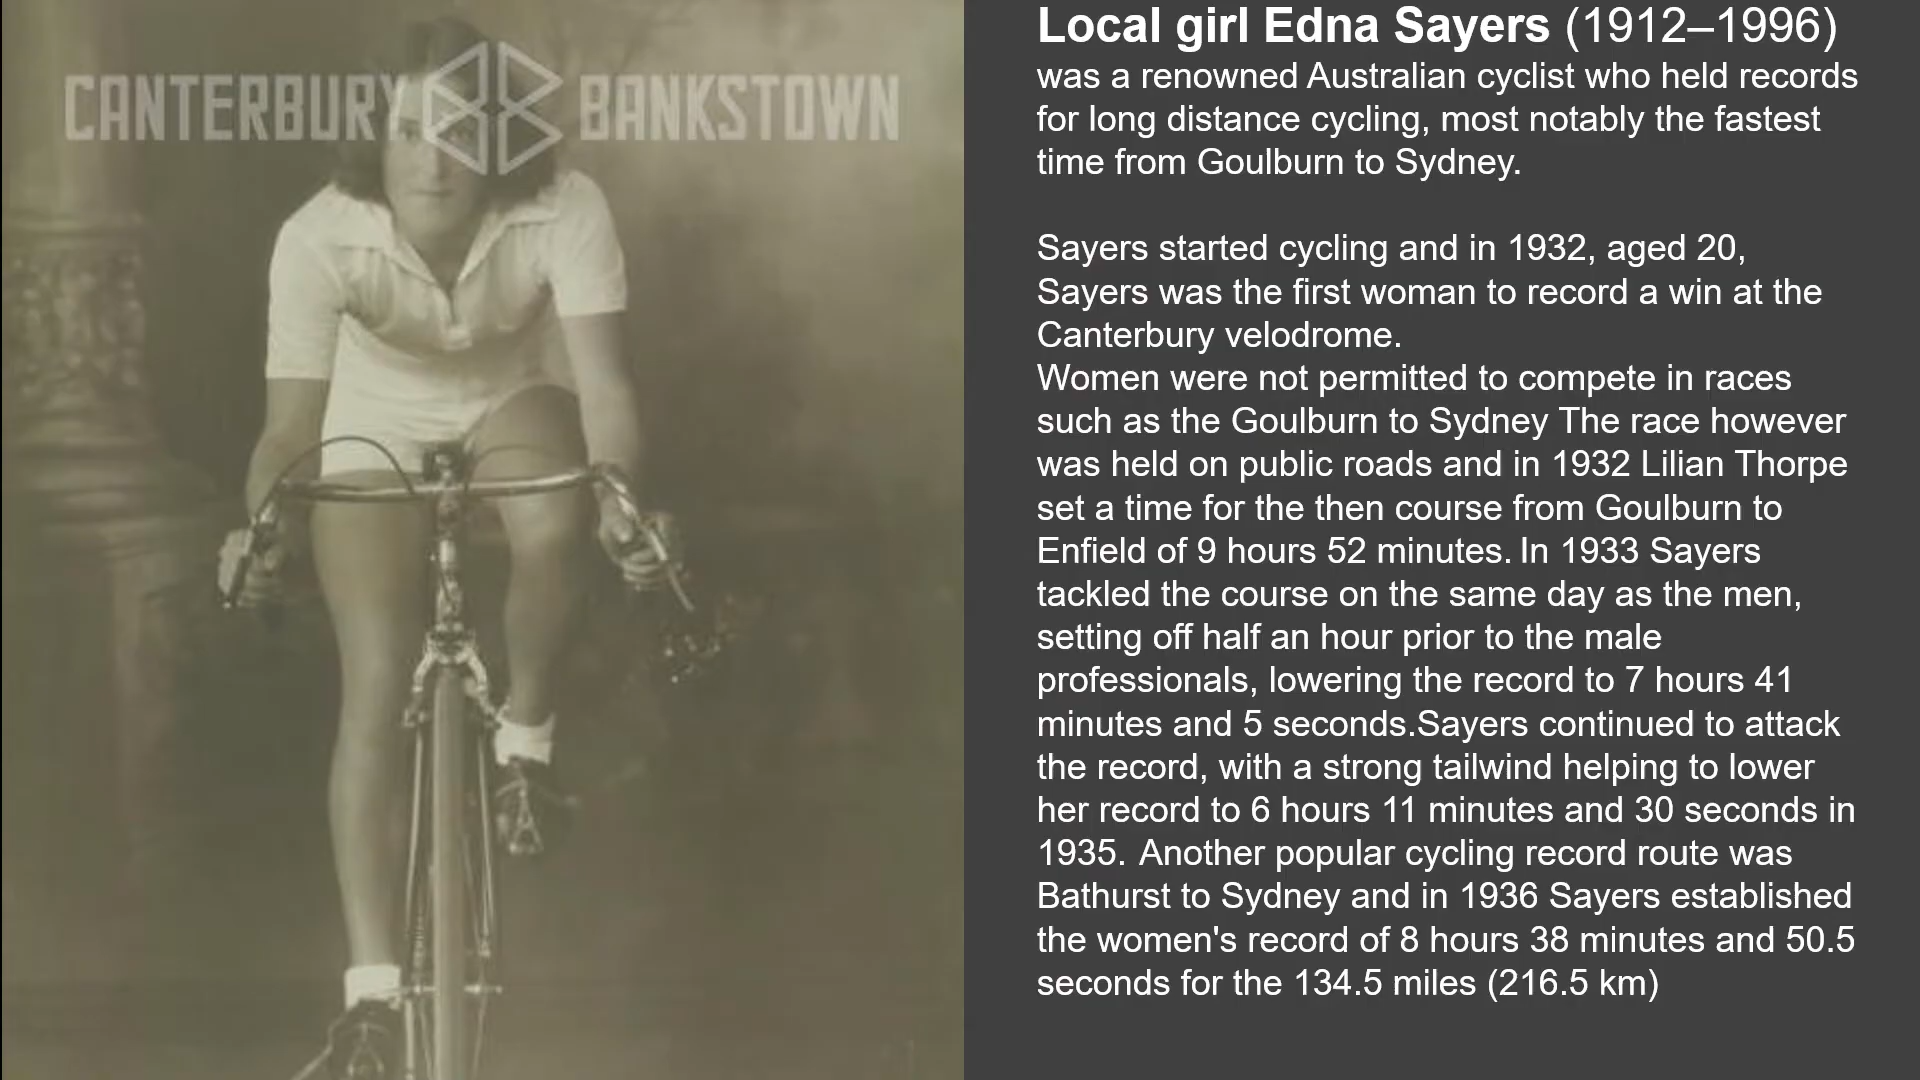 CANTERBURY BANKSTOWN
Local girl Edna Sayers (1912–1996)
was a renowned Australian cyclist who held records
for long distance cycling, most notably the fastest
time from Goulburn to Sydney.
Sayers started cycling and in 1932, aged 20,
Sayers was the first woman to record a win at the
Canterbury velodrome.
Women were not permitted to compete in races
such as the Goulburn to Sydney The race however
was held on public roads and in 1932 Lilian Thorpe
set a time for the then course from Goulburn to
Enfield of 9 hours 52 minutes. In 1933 Sayers
tackled the course on the same day as the men,
setting off half an hour prior to the male
professionals, lowering the record to 7 hours 41
minutes and 5 seconds.Sayers continued to attack
the record, with a strong tailwind helping to lower
her record to 6 hours 11 minutes and 30 seconds in
1935. Another popular cycling record route was
Bathurst to Sydney and in 1936 Sayers established
the women's record of 8 hours 38 minutes and 50.5
seconds for the 134.5 miles (216.5 km)